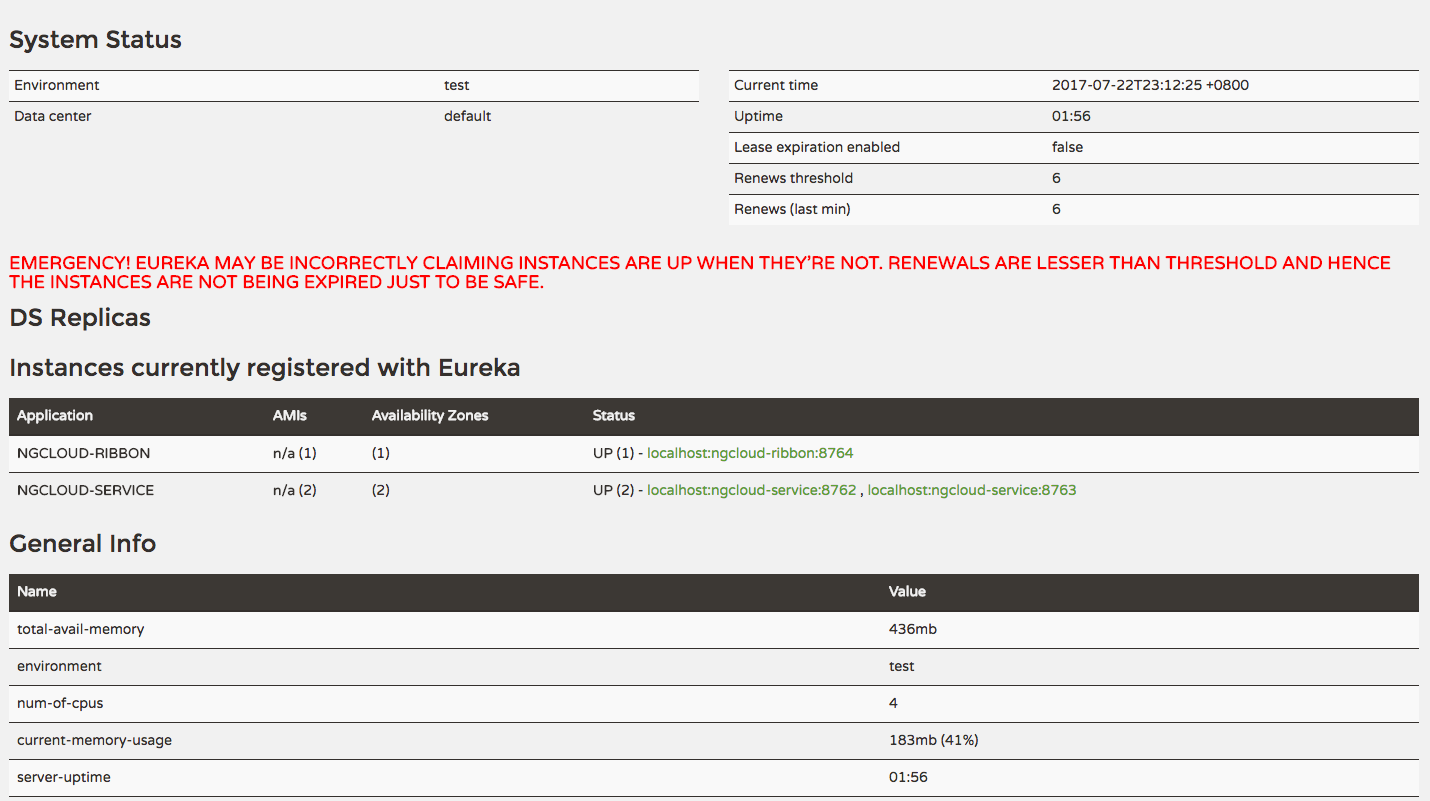 System Status
Environment test
Data center default
Current time 2017-07-22T23:12:25 +0800
Uptime 01:56
Lease expiration enabled false
Renews threshold 6
Renews (last min) 6
EMERGENCY! EUREKA MAY BE INCORRECTLY CLAIMING INSTANCES ARE UP WHEN THEY'RE NOT. RENEWALS ARE LESSER THAN THRESHOLD AND HENCE
THE INSTANCES ARE NOT BEING EXPIRED JUST TO BE SAFE.
DS Replicas
Instances currently registered with Eureka
Application AMIs Availability Zones Status
NGCLOUD-RIBBON n/a (1) (1) UP (1) - localhost:ngcloud-ribbon:8764
NGCLOUD-SERVICE n/a (2) (2) UP (2) - localhost:ngcloud-service:8762 , localhost:ngcloud-service:8763
General Info
Name Value
total-avail-memory 436mb
environment test
num-of-cpus 4
current-memory-usage 183mb (41%)
server-uptime 01:56